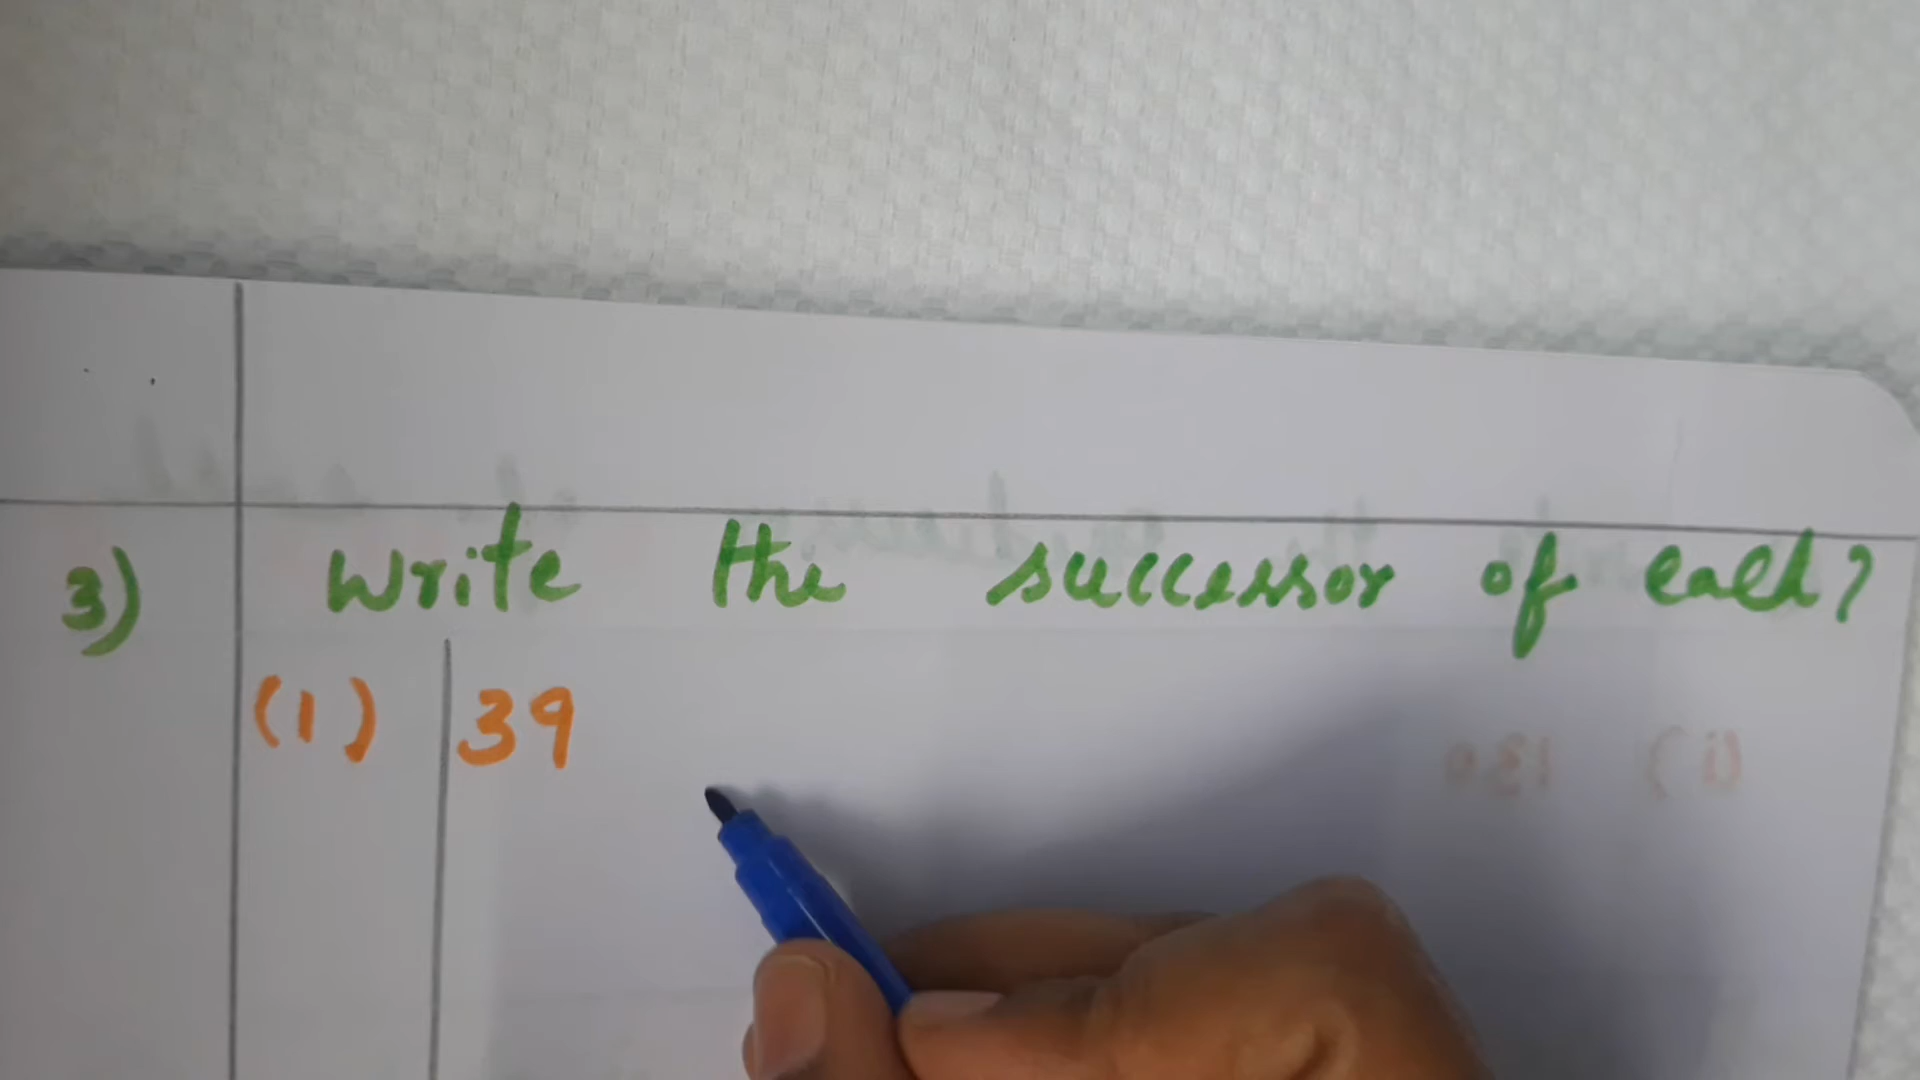 3) Write the successor of each?
(1) 39